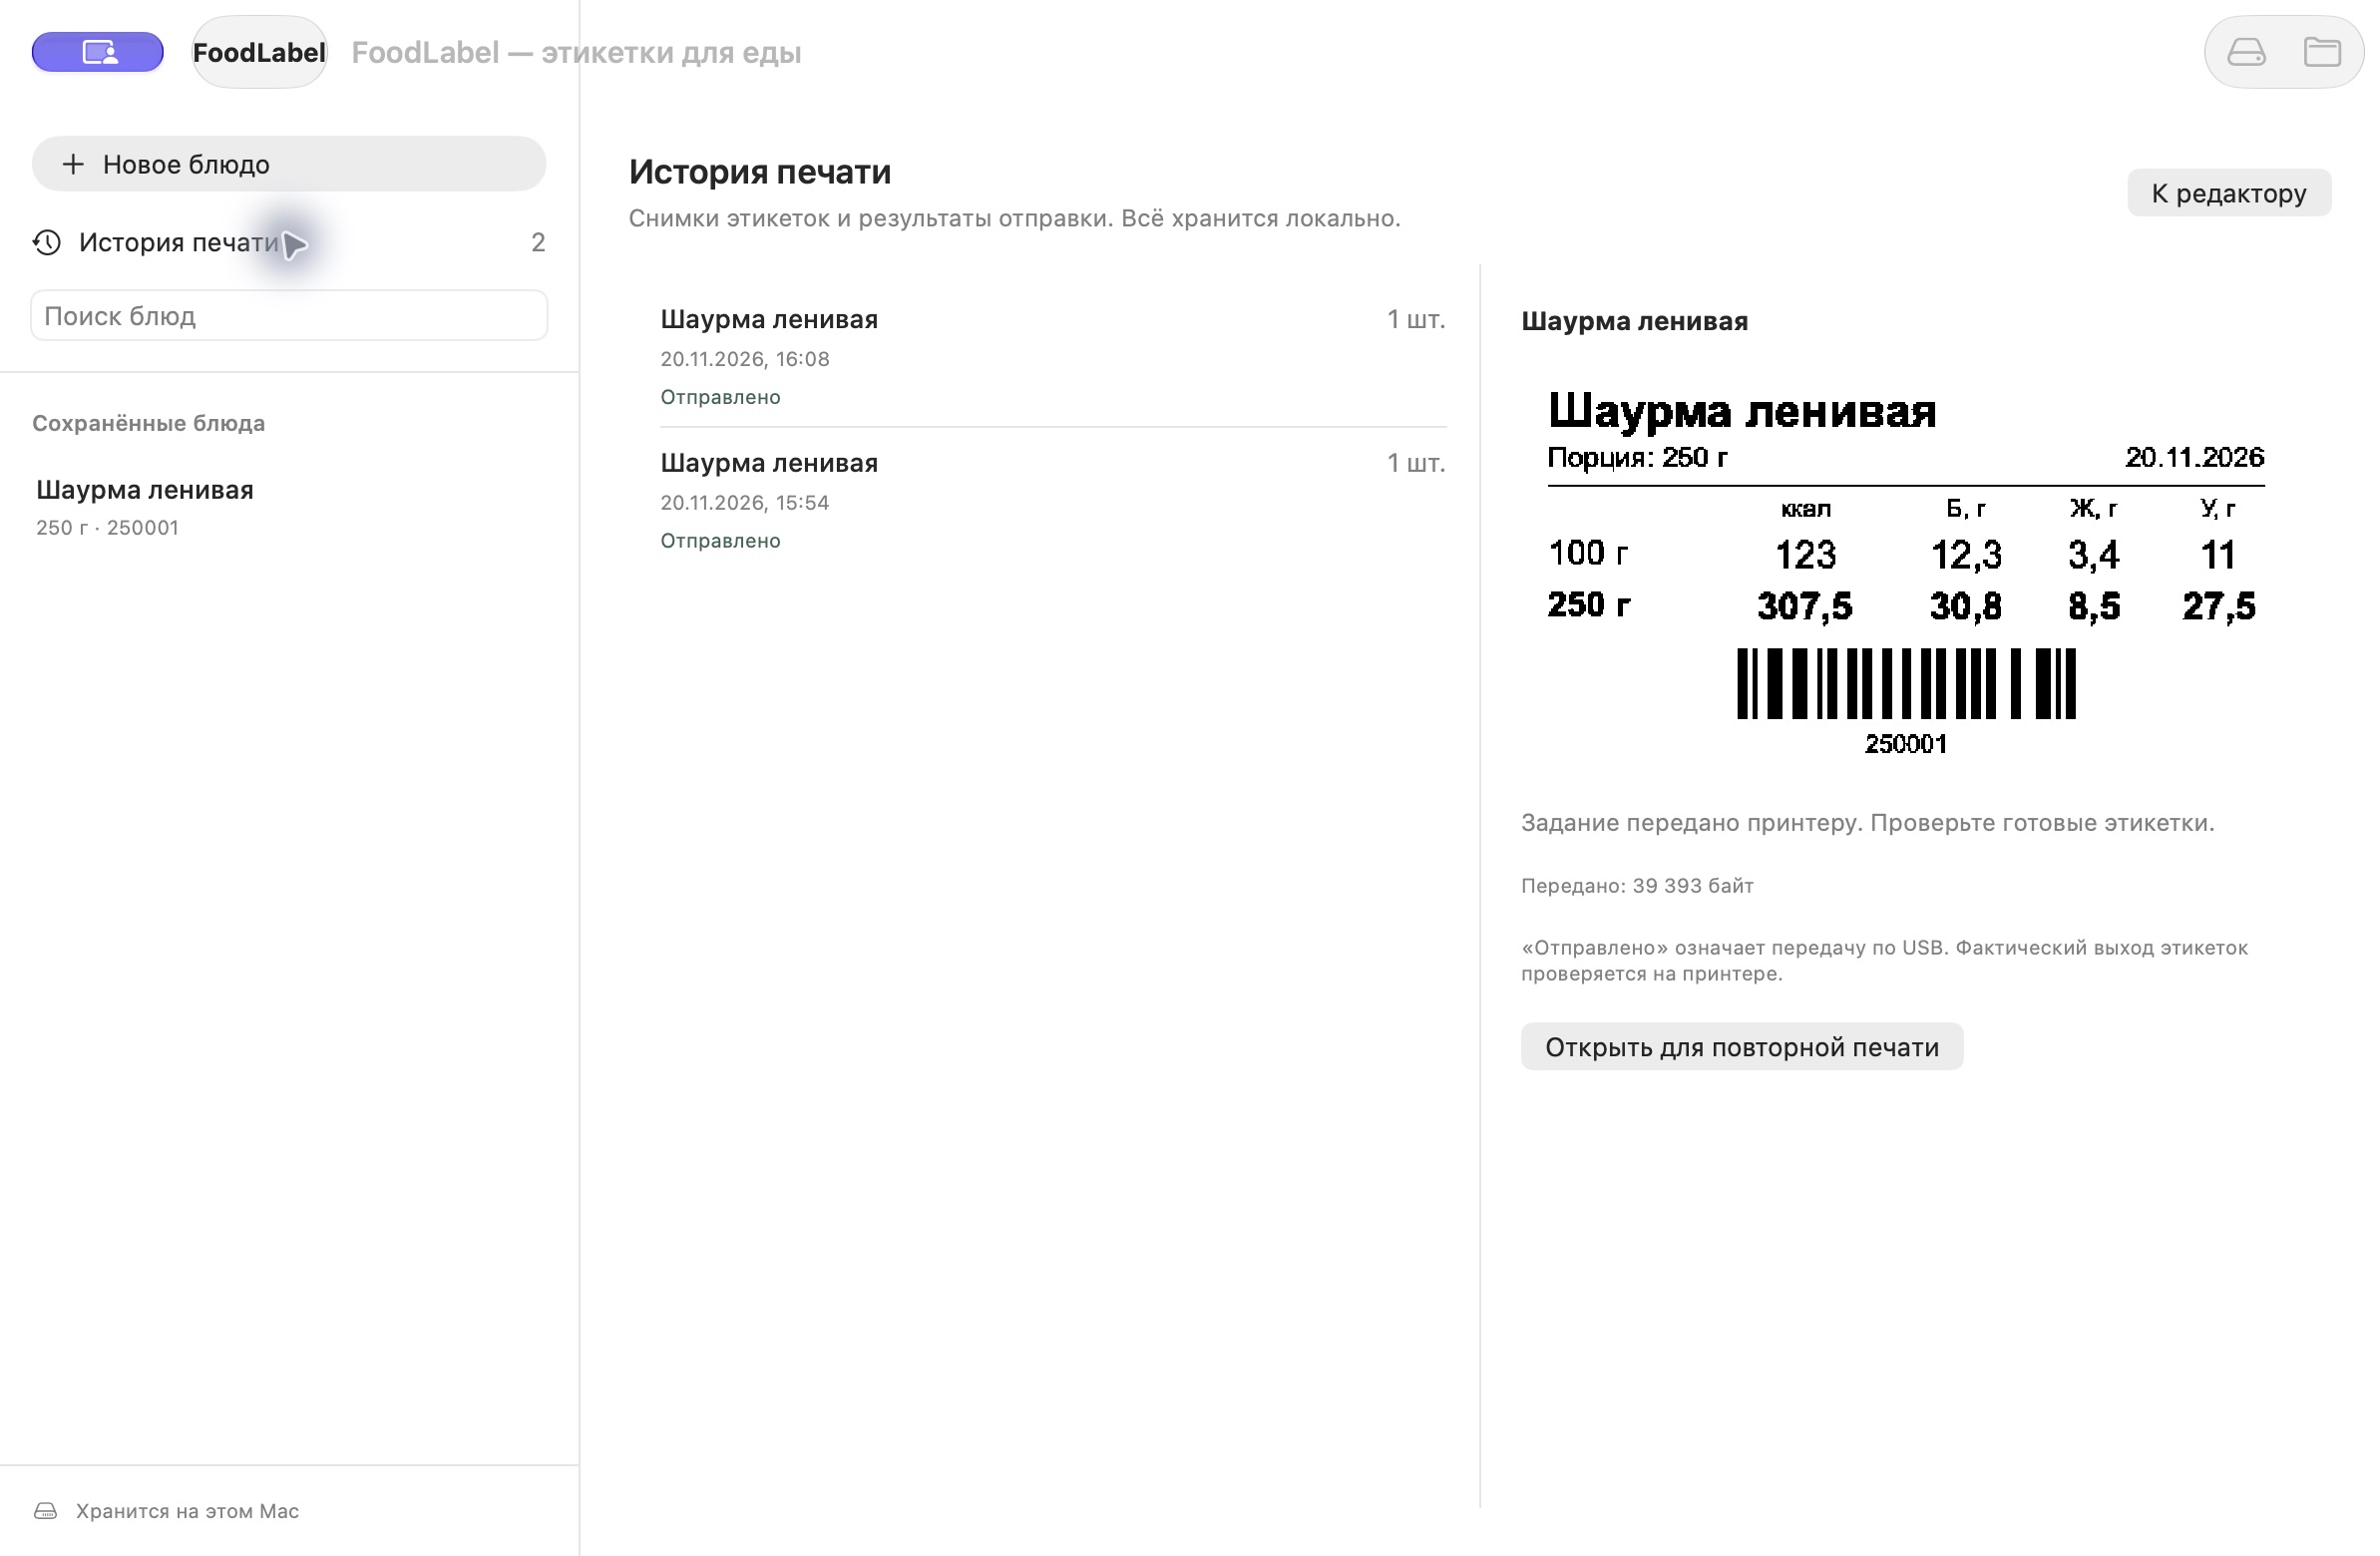 FoodLabel
FoodLabel — этикетки для еды
Новое блюдо
История печати
2
Поиск блюд
Сохранённые блюда
Шаурма ленивая
250 г · 250001
Хранится на этом Mac
История печати
Снимки этикеток и результаты отправки. Всё хранится локально.
К редактору
Шаурма ленивая
1 шт.
20.11.2026, 16:08
Отправлено
Шаурма ленивая
1 шт.
20.11.2026, 15:54
Отправлено
Шаурма ленивая
Шаурма ленивая
Порция: 250 г
20.11.2026
ккал Б, г Ж, г У, г
100 г 123 12,3 3,4 11
250 г 307,5 30,8 8,5 27,5
250001
Задание передано принтеру. Проверьте готовые этикетки.
Передано: 39 393 байт
«Отправлено» означает передачу по USB. Фактический выход этикеток
проверяется на принтере.
Открыть для повторной печати